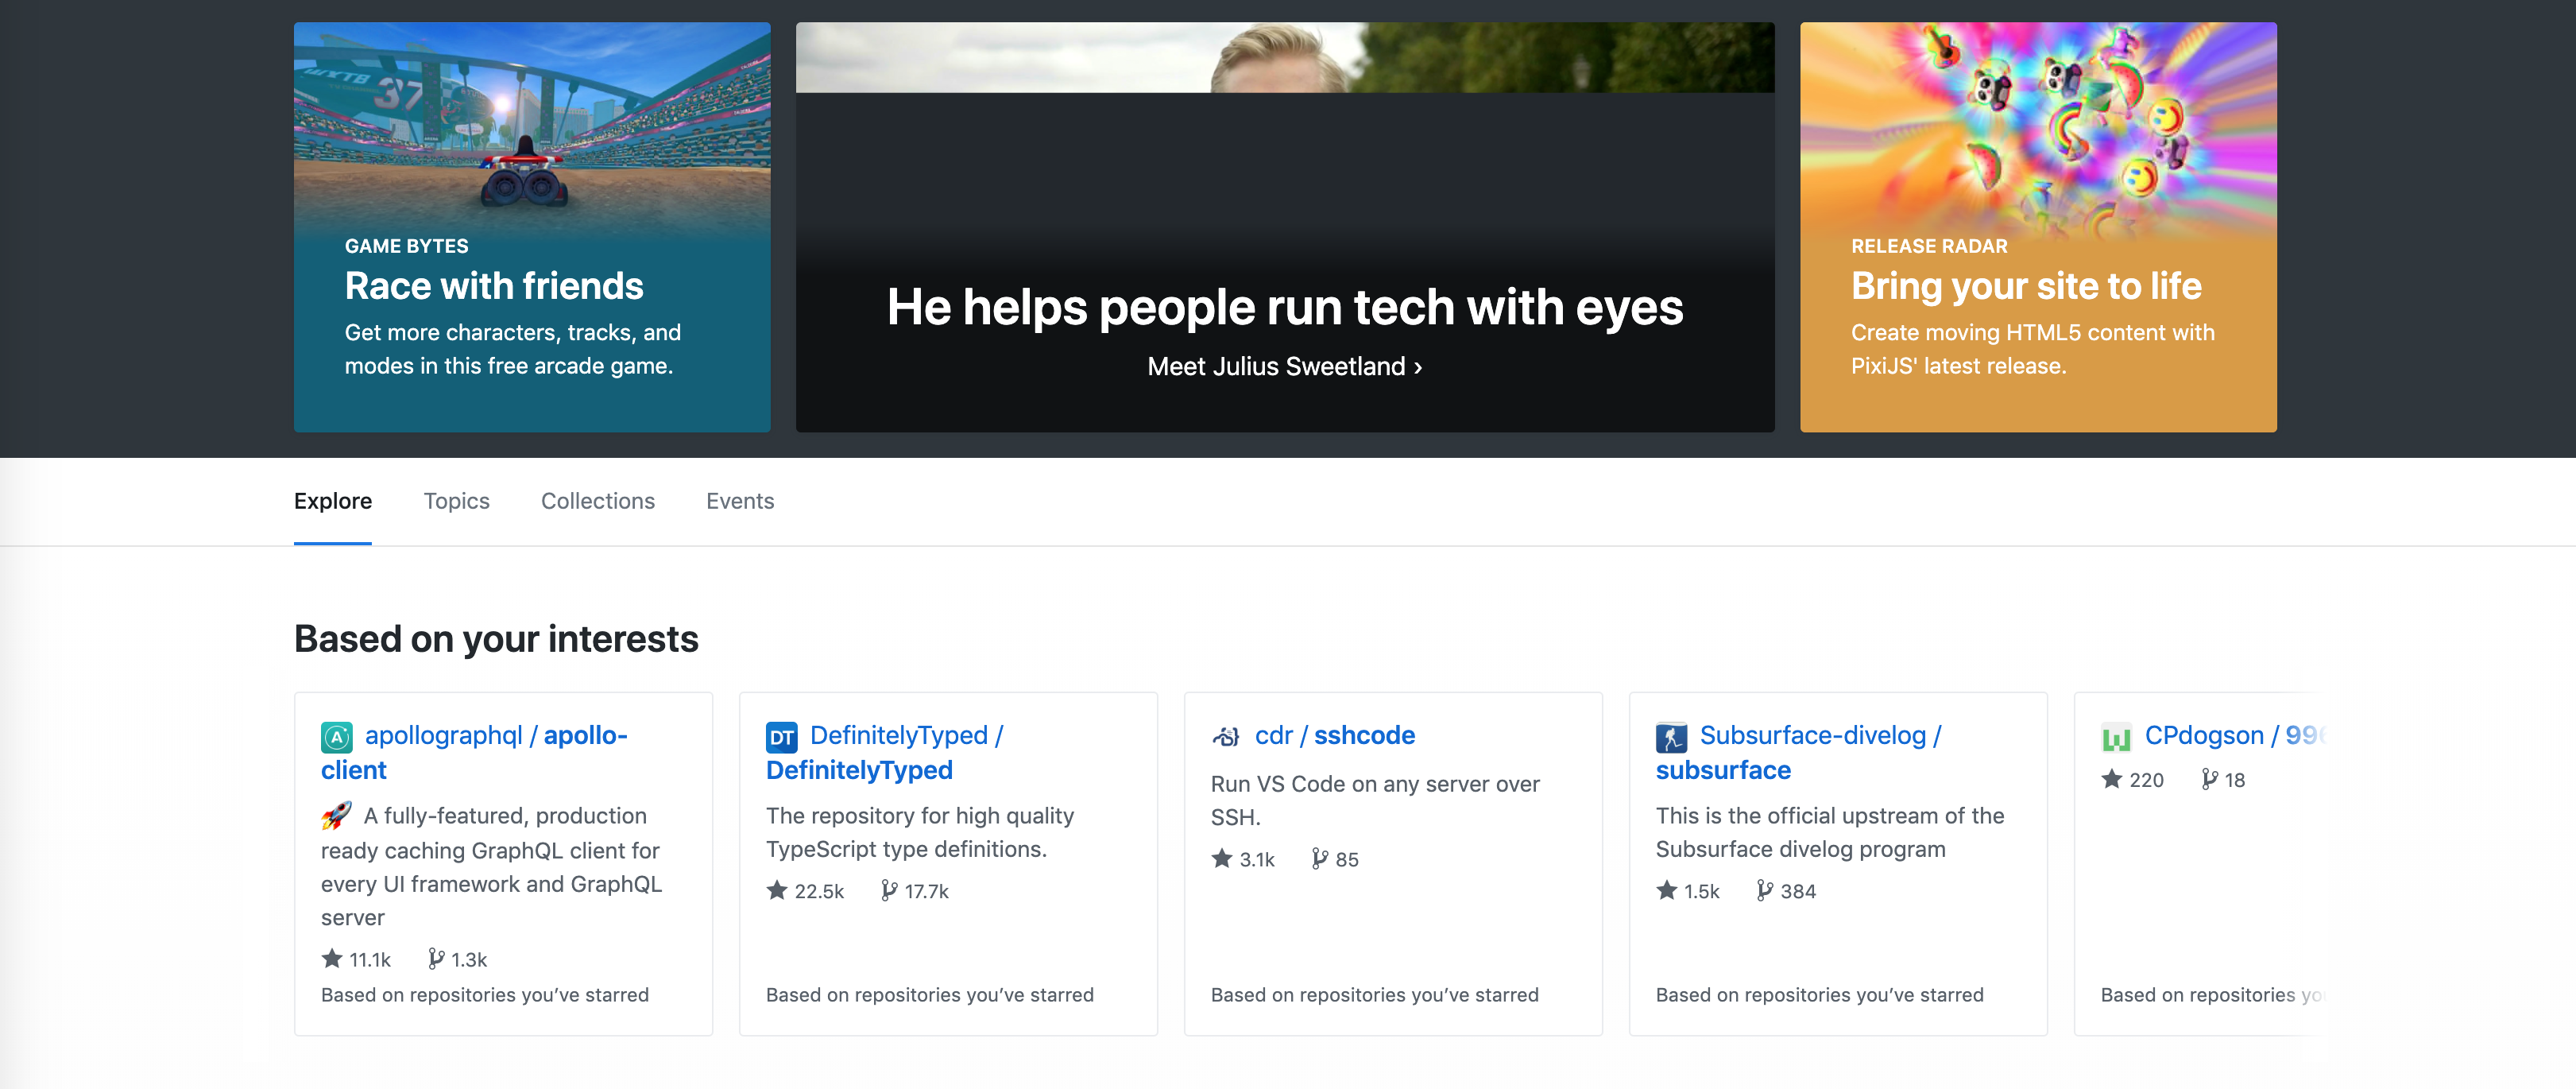 37
GAME BYTES
Race with friends
Get more characters, tracks, and
modes in this free arcade game.
He helps people run tech with eyes
Meet Julius Sweetland ›
RELEASE RADAR
Bring your site to life
Create moving HTML5 content with
PixiJS' latest release.
Explore Topics Collections Events
Based on your interests
apollographql / apollo-
client
🚀 A fully-featured, production
ready caching GraphQL client for
every UI framework and GraphQL
server
11.1k 1.3k
Based on repositories you’ve starred
DT DefinitelyTyped /
DefinitelyTyped
The repository for high quality
TypeScript type definitions.
22.5k 17.7k
Based on repositories you’ve starred
cdr / sshcode
Run VS Code on any server over
SSH.
3.1k 85
Based on repositories you’ve starred
Subsurface-divelog /
subsurface
This is the official upstream of the
Subsurface divelog program
1.5k 384
Based on repositories you’ve starred
CPdogson / 996
220 18
Based on repositories yo